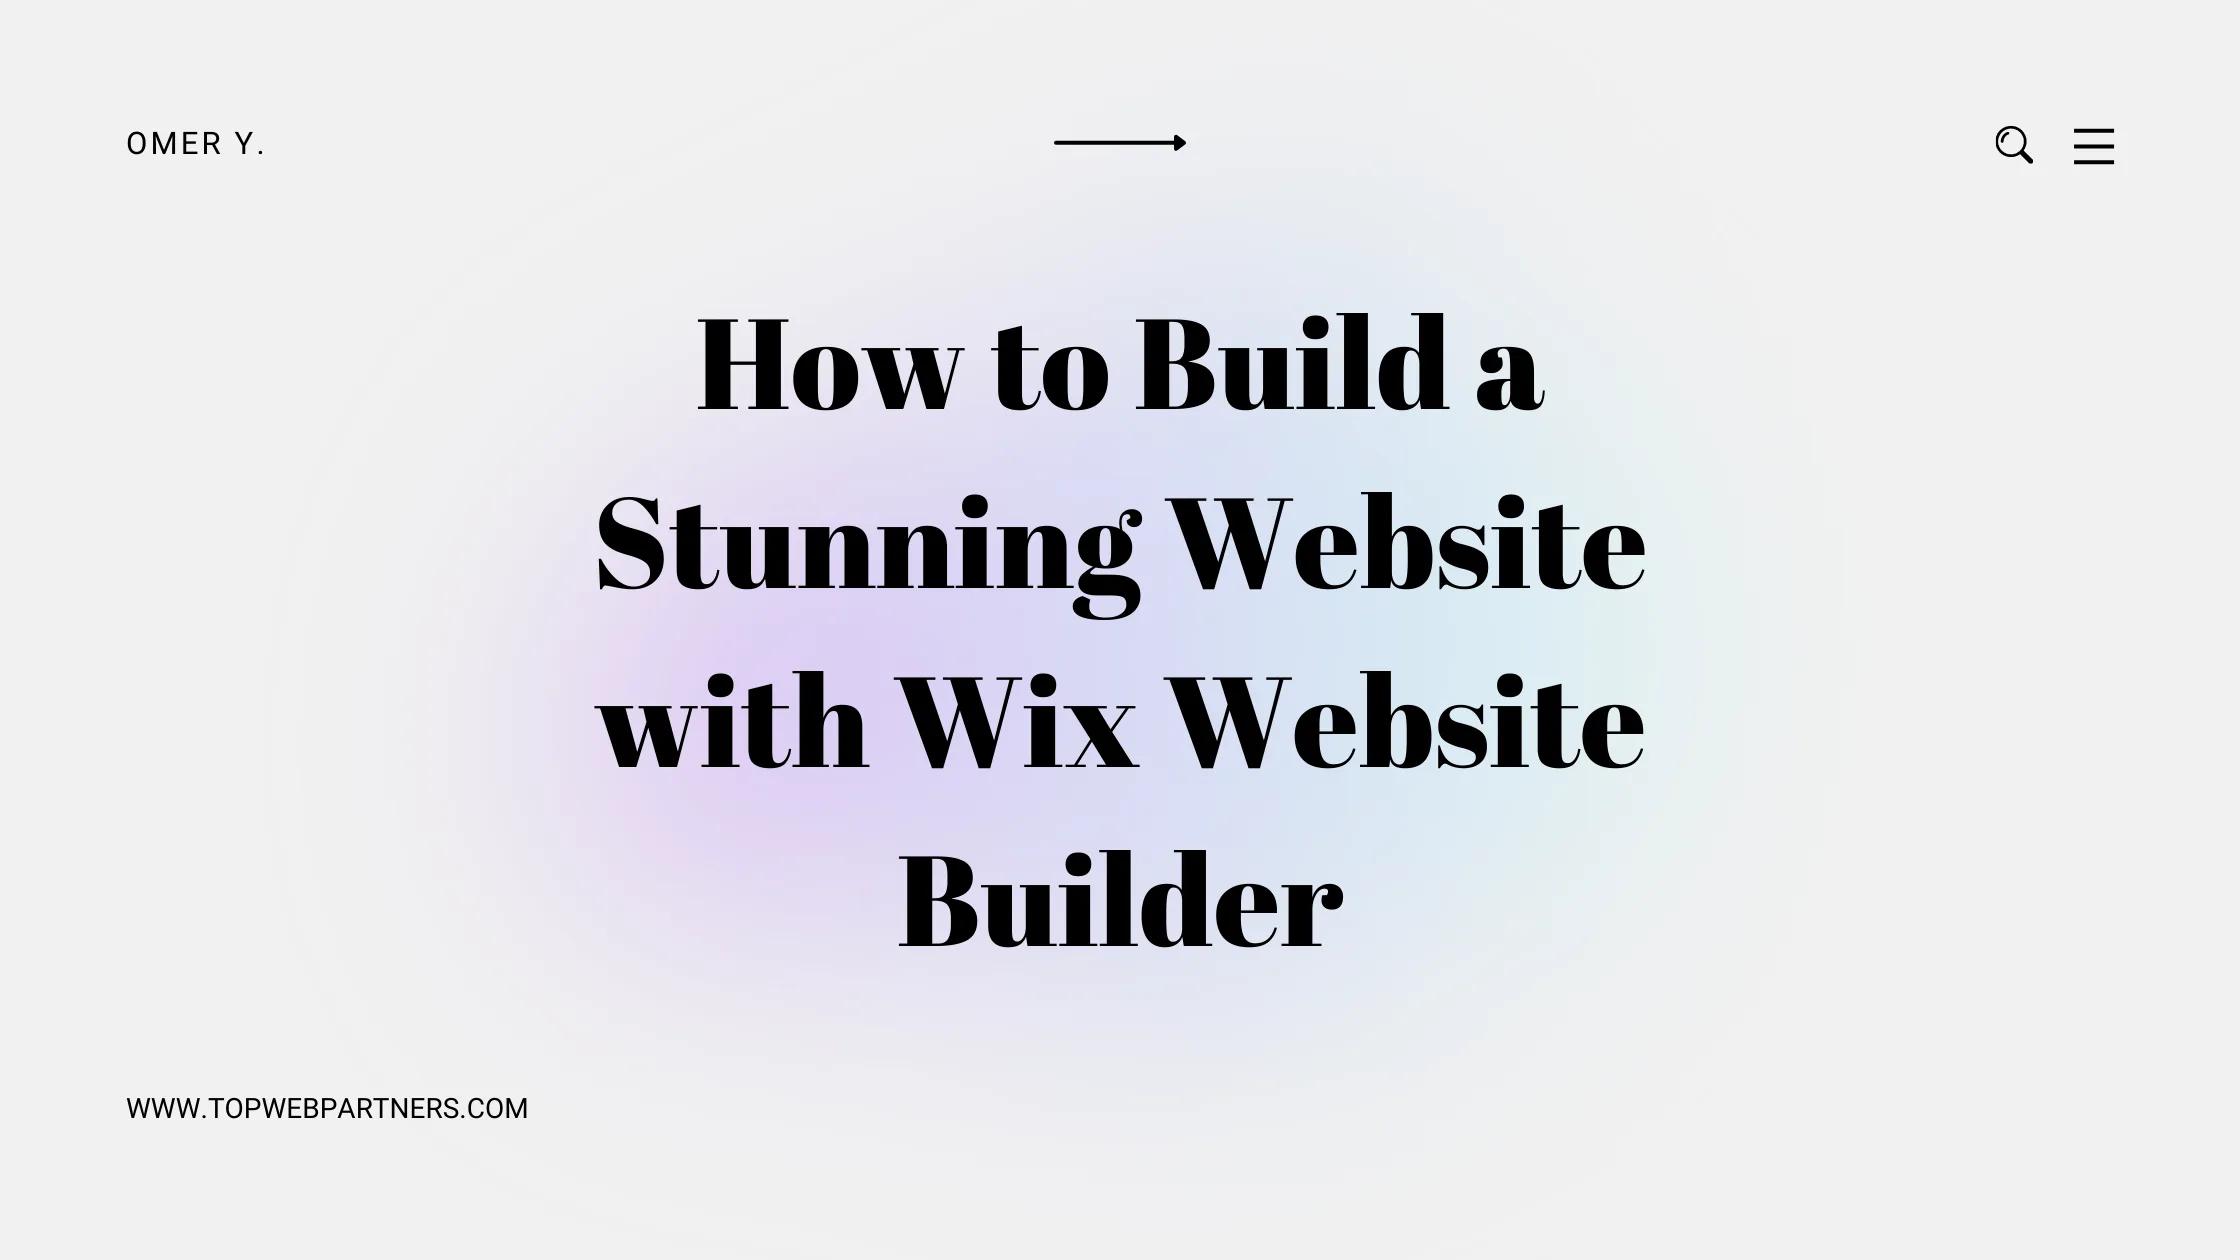 OMER Y.
How to Build a
Stunning Website
with Wix Website
Builder
WWW.TOPWEBPARTNERS.COM